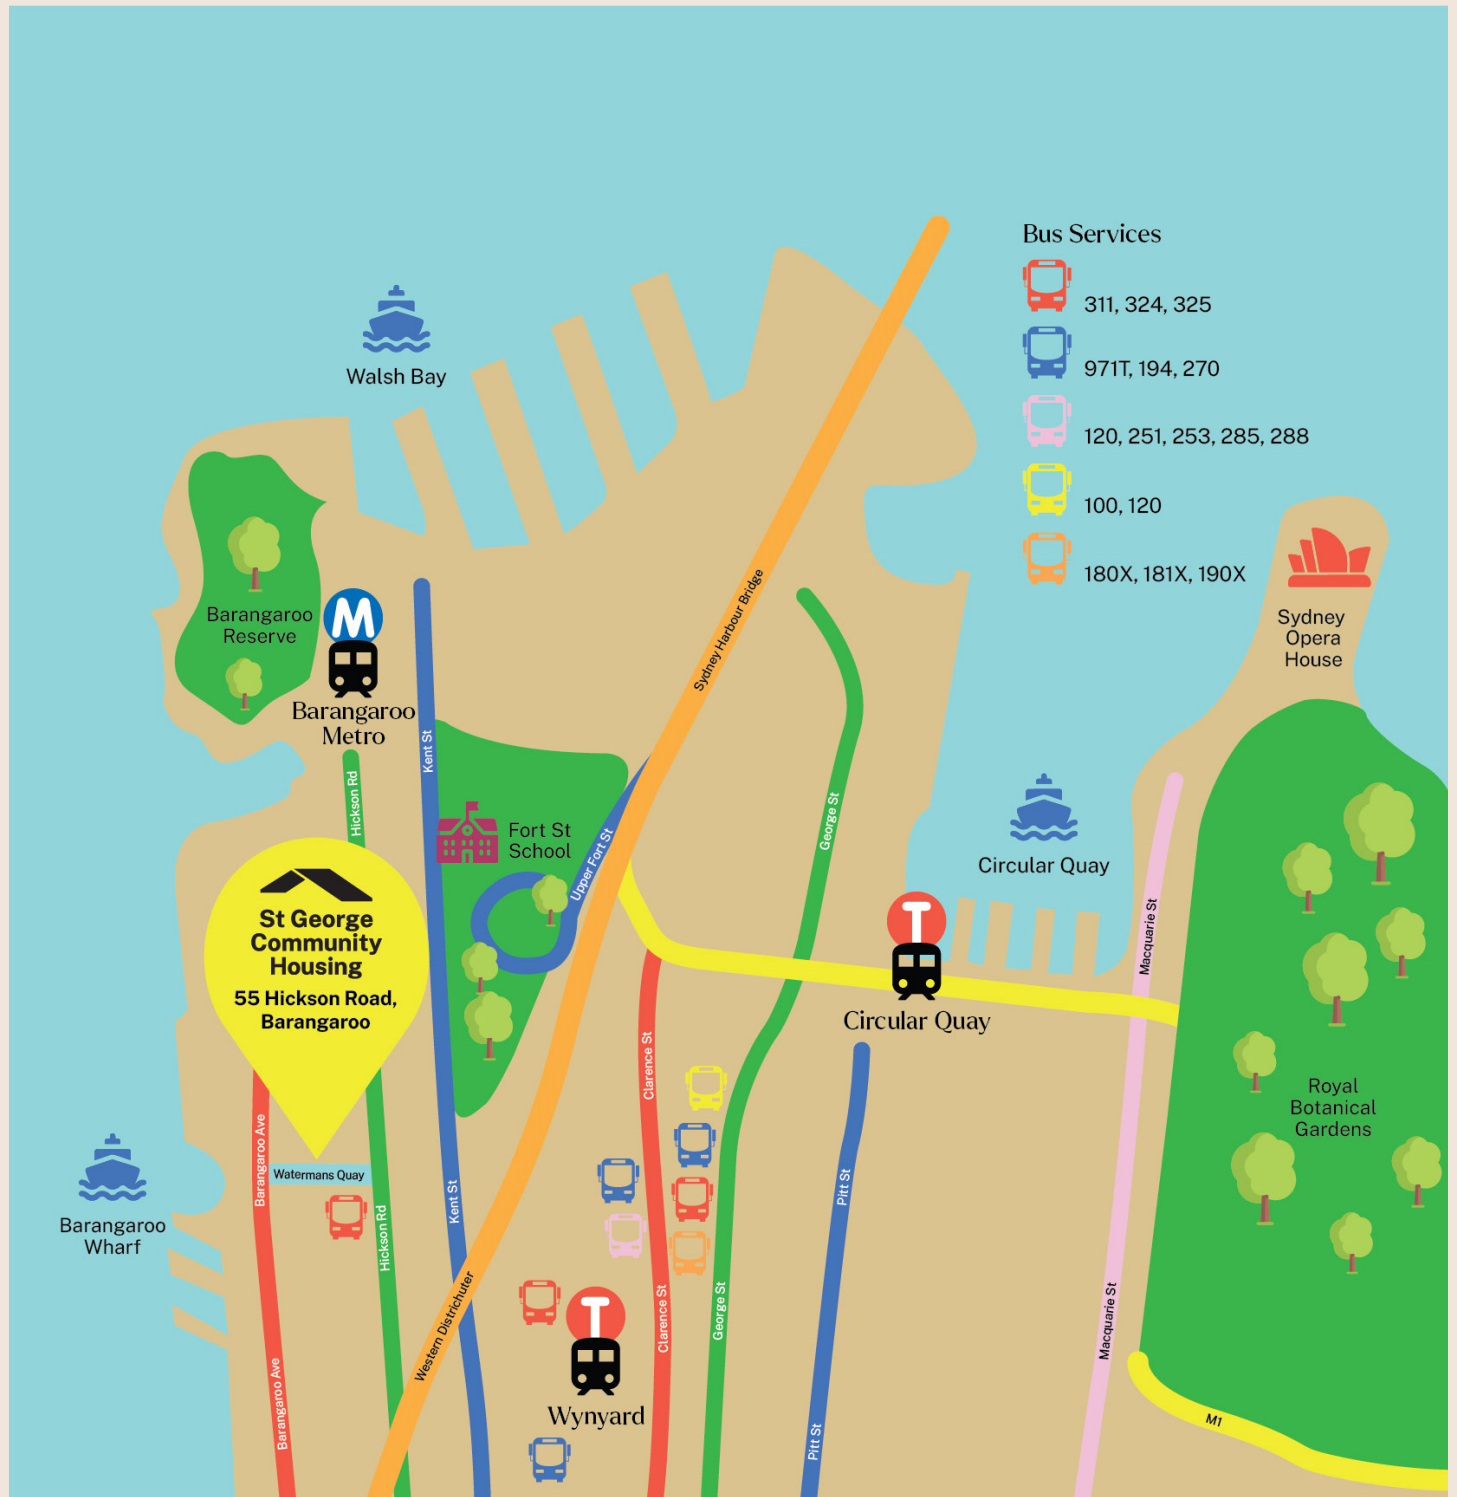 Bus Services
311, 324, 325
971T, 194, 270
120, 251, 253, 285, 288
100, 120
180X, 181X, 190X
Walsh Bay
Sydney Harbour Bridge
Sydney
Opera
House
Barangaroo
Reserve
M
Barangaroo
Metro
Kent St
Hickson Rd
Fort St
School
Upper Fort St
George St
Circular Quay
Macquarie St
T
Circular Quay
St George
Community
Housing
55 Hickson Road,
Barangaroo
Clarence St
Royal
Botanical
Gardens
Barangaroo Ave
Watermans Quay
Kent St
Hickson Rd
Pitt St
Barangaroo
Wharf
Western Districhuter
T
Wynyard
Clarence St
George St
Macquarie St
Barangaroo Ave
Pitt St
M1